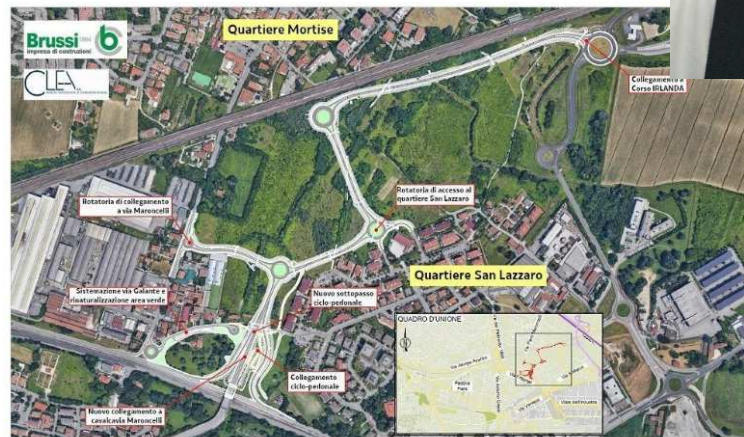 Brussi
impresa di costruzioni
CLEA
Quartiere Mortise
Collegamento a
Corso IRLANDA
Rotatoria di accesso al
quartiere San Lazzaro
Rotatoria di collegamento
a via Maroncelli
Quartiere San Lazzaro
Sistemazione via Galante e
rinaturalizzazione area verde
Nuovo sottopasso
ciclo-pedonale
Collegamento
ciclo-pedonale
Nuovo collegamento a
cavalcavia Maroncelli
QUADRO D'UNIONE
Padova
Fiere